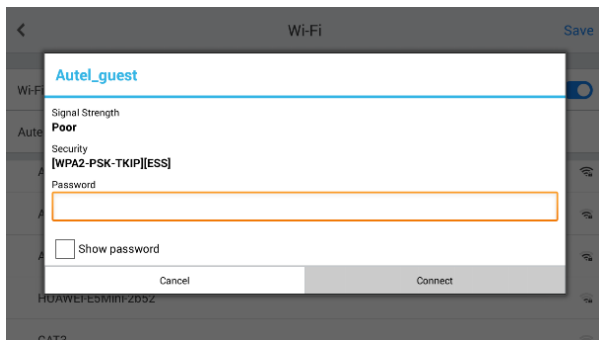 Wi-Fi
Save
Autel_guest
Wi-F
Signal Strength
Poor
Aute
Security
[WPA2-PSK-TKIP][ESS]
Password
Show password
Cancel
Connect
HUAWEI-E5Mini-2b52
CAT3